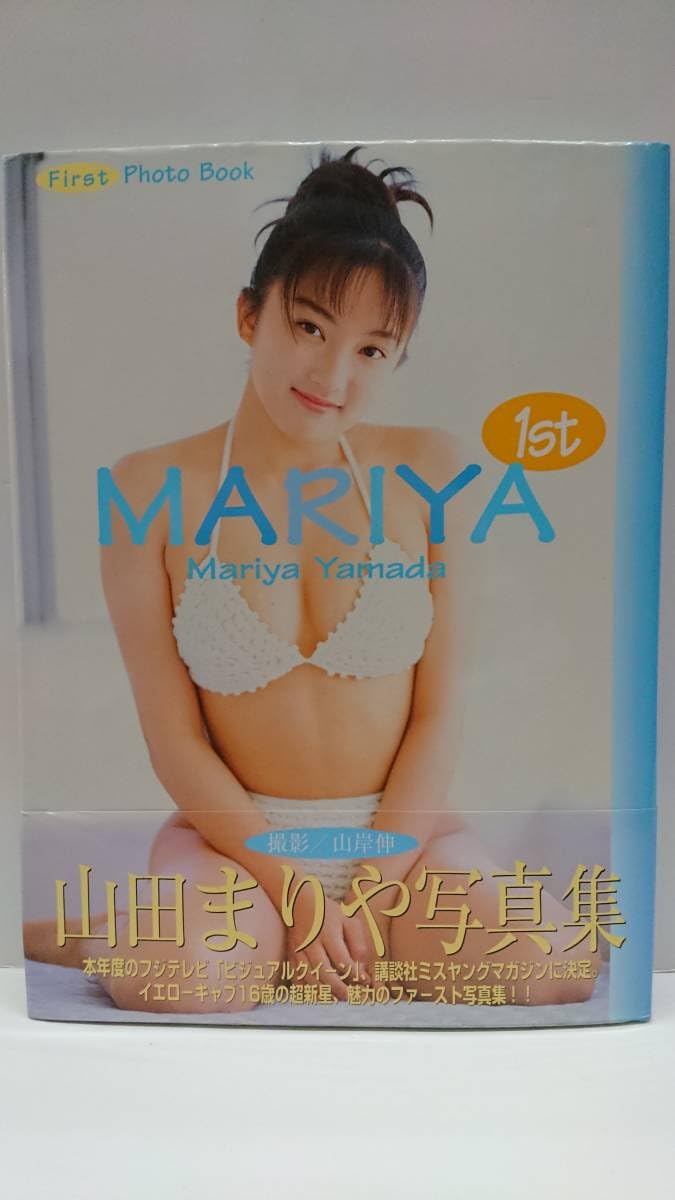 First Photo Book
1st
MARIYA
Mariya Yamada
撮影／山岸伸
山田まりや写真集
本年度のフジテレビ「ビジュアルクイーン」、講談社ミスヤングマガジンに決定。
イエローキャブ16歳の超新星、魅力のファースト写真集！！